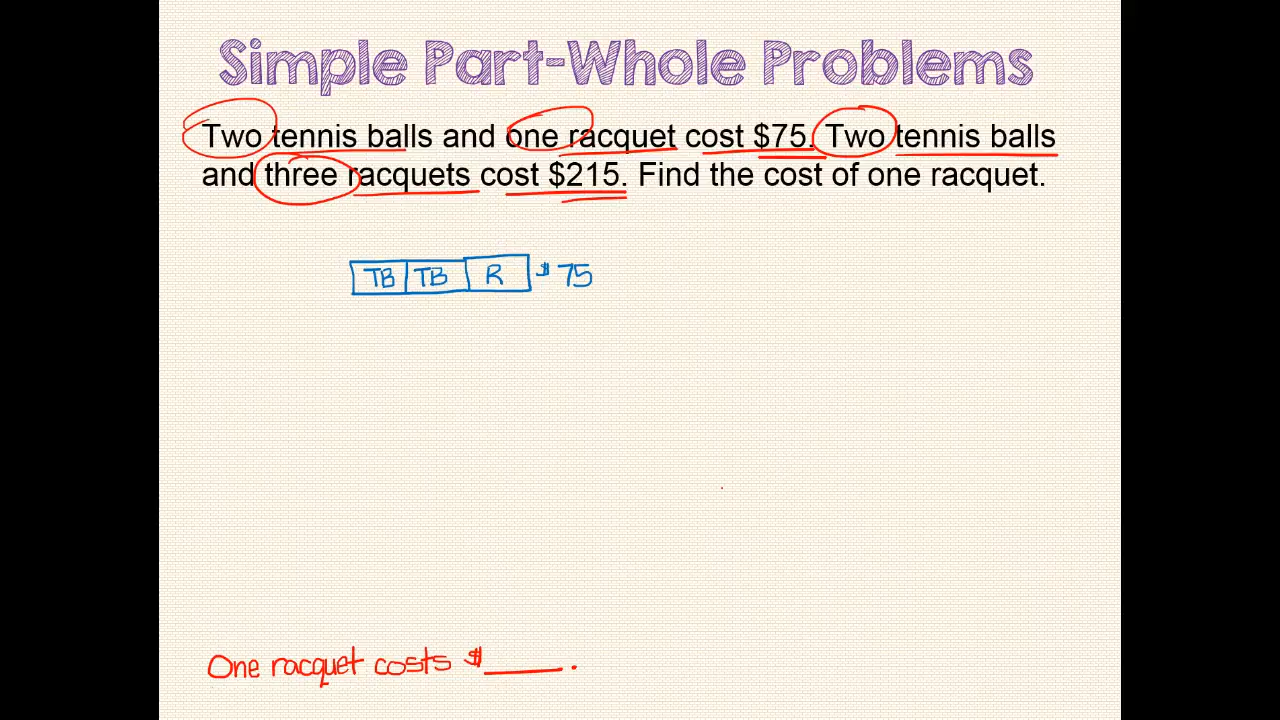 Simple Part-Whole Problems
Two tennis balls and one racquet cost $75. Two tennis balls
and three racquets cost $215. Find the cost of one racquet.
TB TB R $75
One racquet costs $______.